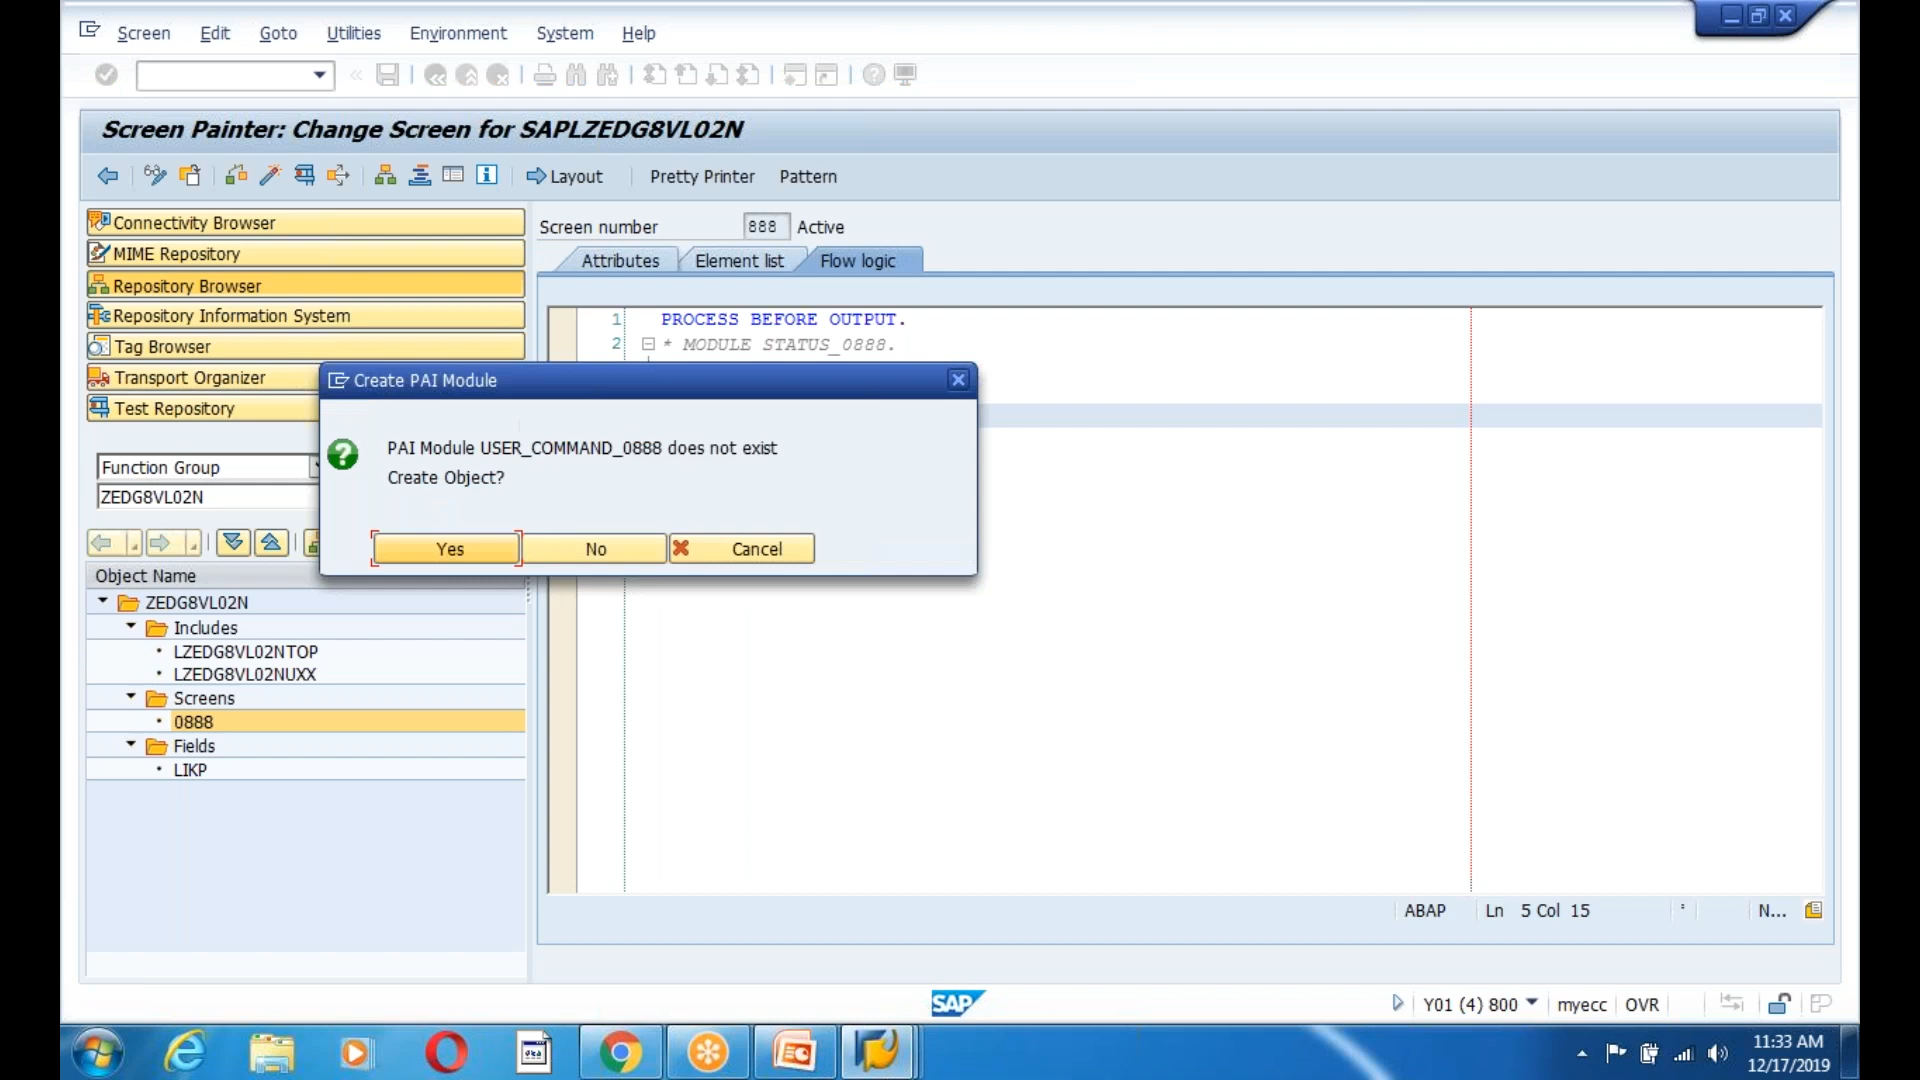 Screen Edit Goto Utilities Environment System Help
Screen Painter: Change Screen for SAPLZEDG8VL02N
Layout Pretty Printer Pattern
Connectivity Browser
MIME Repository
Repository Browser
Repository Information System
Tag Browser
Transport Organizer
Test Repository
Function Group
ZEDG8VL02N
Object Name
ZEDG8VL02N
Includes
LZEDG8VL02NTOP
LZEDG8VL02NUXX
Screens
0888
Fields
LIKP
Screen number 888 Active
Attributes Element list Flow logic
1 PROCESS BEFORE OUTPUT.
2 * MODULE STATUS_0888.
Create PAI Module
PAI Module USER_COMMAND_0888 does not exist
Create Object?
Yes No Cancel
ABAP Ln 5 Col 15 N...
SAP
Y01 (4) 800 myecc OVR
11:33 AM
12/17/2019